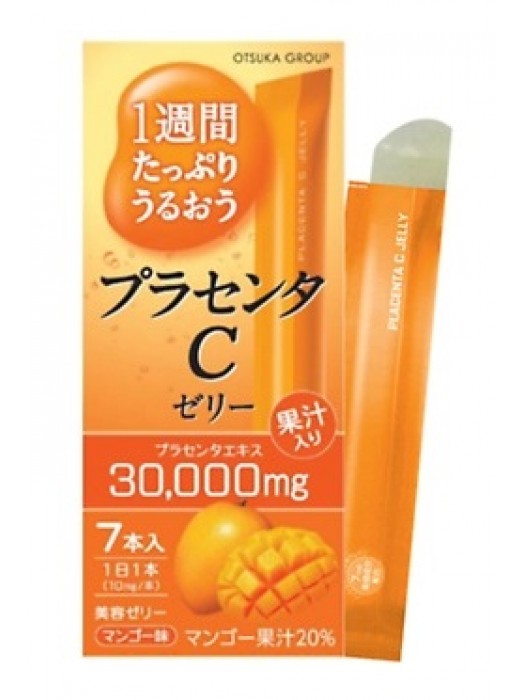 OTSUKA GROUP
1週間
たっぷり
うるおう
プラセンタ
C
ゼリー
果汁
入り
プラセンタエキス
30,000mg
7本入
1日1本
(10mg/本)
美容ゼリー
マンゴー味
マンゴー果汁20%
PLACENTA C JELLY
PLACENTA C JELLY